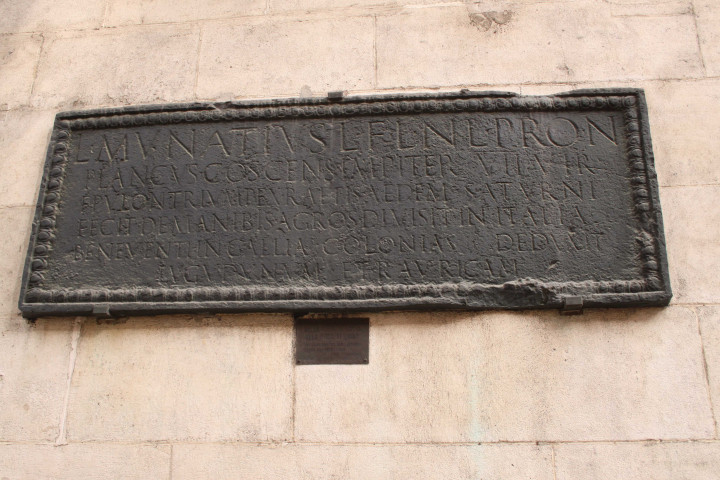 L·MVNATIVS·L·F·L·N·L·PRON
PLANCVS·COS·CENS·IMP·ITER·VII·VIR
EPVLON·TRIVMP·EX·RAETIS·AEDEM·SATVRNI
FECIT·DE·MANIBIS·AGROS·DIVISIT·IN·ITALIA
BENEVENTI·IN·GALLIA·COLONIAS·DEDVXIT
LVGVDVNVM·ET·RAVRICAM